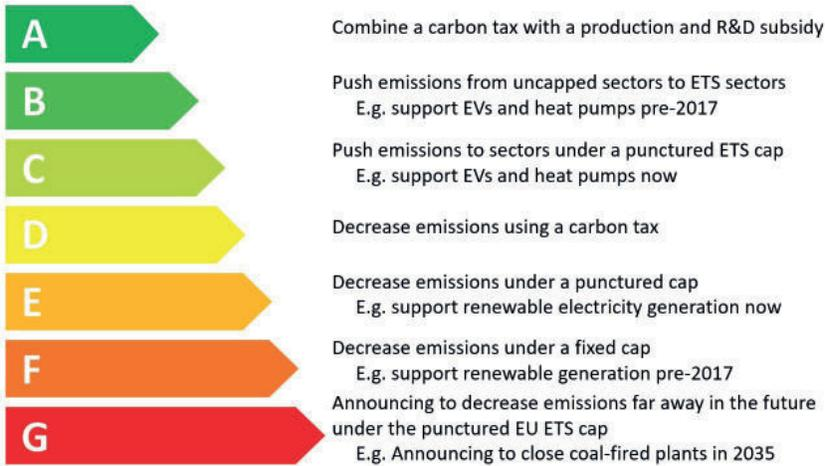 A
Combine a carbon tax with a production and R&D subsidy
B
Push emissions from uncapped sectors to ETS sectors
E.g. support EVs and heat pumps pre-2017
C
Push emissions to sectors under a punctured ETS cap
E.g. support EVs and heat pumps now
D
Decrease emissions using a carbon tax
E
Decrease emissions under a punctured cap
E.g. support renewable electricity generation now
F
Decrease emissions under a fixed cap
E.g. support renewable generation pre-2017
G
Announcing to decrease emissions far away in the future
under the punctured EU ETS cap
E.g. Announcing to close coal-fired plants in 2035